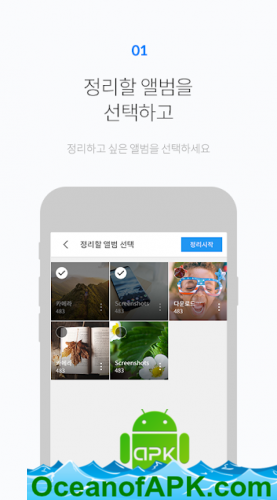 01
정리할 앨범을
선택하고
정리하고 싶은 앨범을 선택하세요
정리할 앨범 선택
정리시작
카메라
483
Screenshots
483
다운로드
483
카메라
483
Screenshots
483
apk
OceanofAPK.com